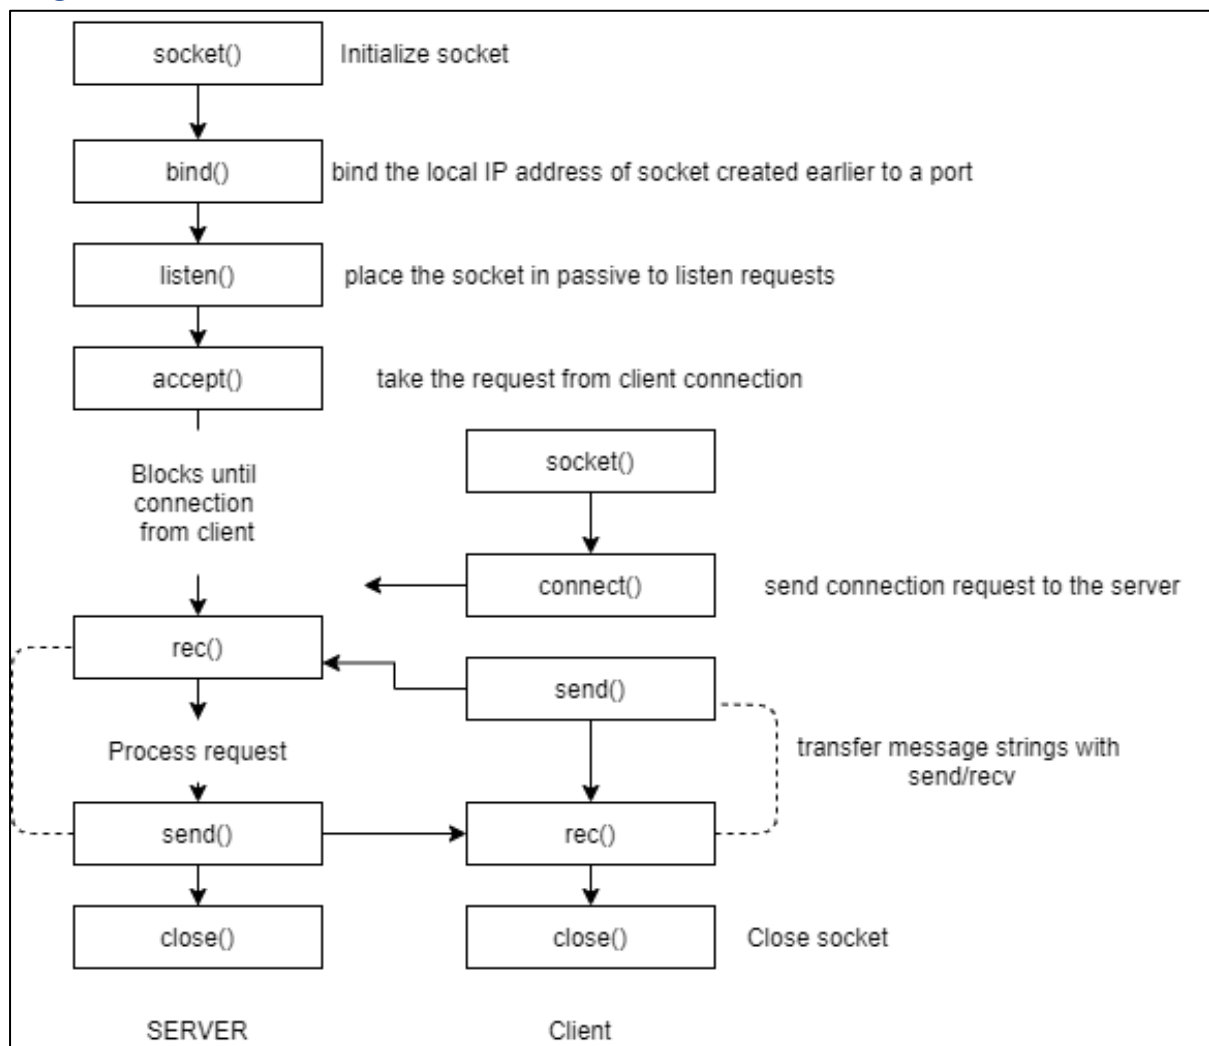 socket()
Initialize socket
bind()
bind the local IP address of socket created earlier to a port
listen()
place the socket in passive to listen requests
accept()
take the request from client connection
Blocks until
connection
from client
socket()
connect()
send connection request to the server
rec()
send()
Process request
transfer message strings with
send/recv
send()
rec()
close()
close()
Close socket
SERVER
Client